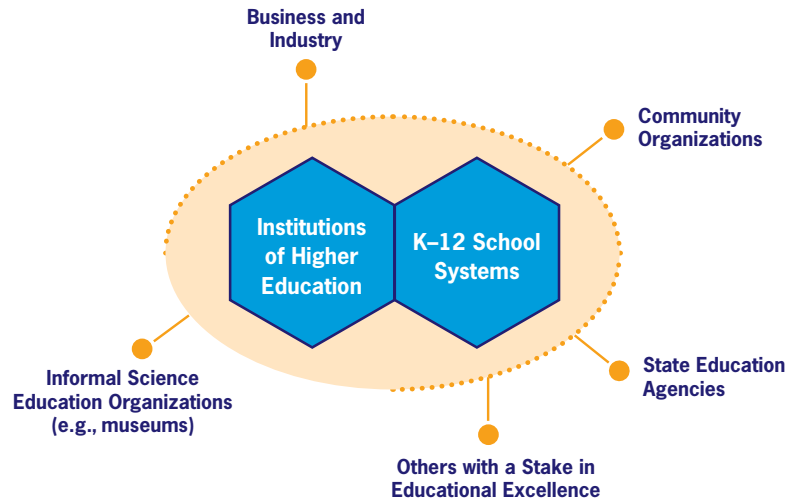 Business and
Industry
Community
Organizations
Institutions
of Higher
Education
K–12 School
Systems
State Education
Agencies
Informal Science
Education Organizations
(e.g., museums)
Others with a Stake in
Educational Excellence